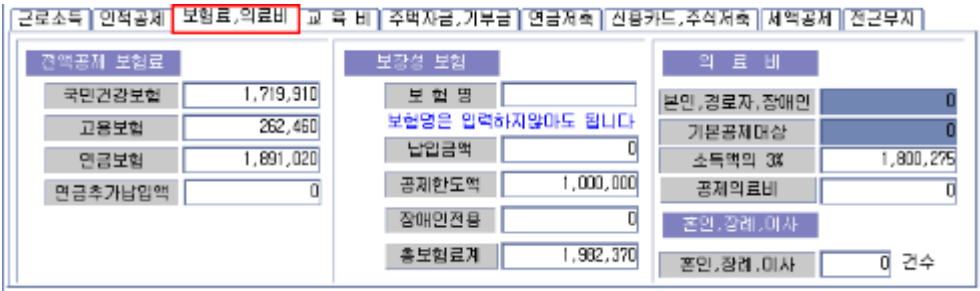 근로소득 인적공제 보험료,의료비 교 육 비 주택자금,기부금 연금저축 신용카드,주식저축 세액공제 전근무지
전액공제 보험료
국민건강보험 1,719,910
고용보험 262,460
연금보험 1,891,020
연금추가납입액 0
보장성 보험
보 험 명
보험명은 입력하지않아도 됩니다
납입금액 0
공제한도액 1,000,000
장애인전용 0
총보험료계 1,982,370
의 료 비
본인,경로자,장애인 0
기본공제대상 0
소득액의 3% 1,800,275
공제의료비 0
혼인,장례,이사
혼인,장례,이사 0 건수